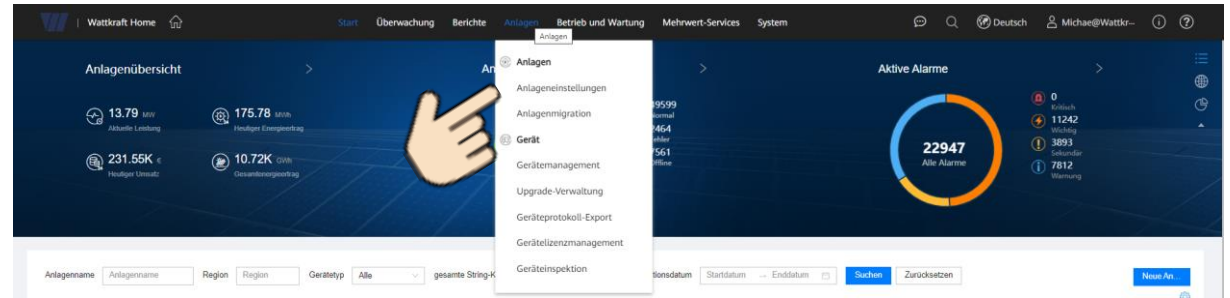 Wattkraft Home
Start Überwachung Berichte Anlagen Betrieb und Wartung Mehrwert-Services System
Deutsch Michae@Wattkr--
Anlagen
Anlagenübersicht
13.79 MW
Aktuelle Leistung
175.78 MWh
Heutiger Energieertrag
231.55K €
Heutiger Umsatz
10.72K GWh
Gesamtenergieertrag
An
Anlagen
Anlageneinstellungen
Anlagenmigration
Gerät
Gerätemanagement
Upgrade-Verwaltung
Geräteprotokoll-Export
Gerätelizenzmanagement
Geräteinspektion
Aktive Alarme
22947
Alle Alarme
0
Kritisch
11242
Wichtig
3893
Sekundär
7812
Warnung
Anlagenname Anlagenname Region Region Gerätetyp Alle gesamte String-K
Startdatum → Enddatum Suchen Zurücksetzen
Neue An...